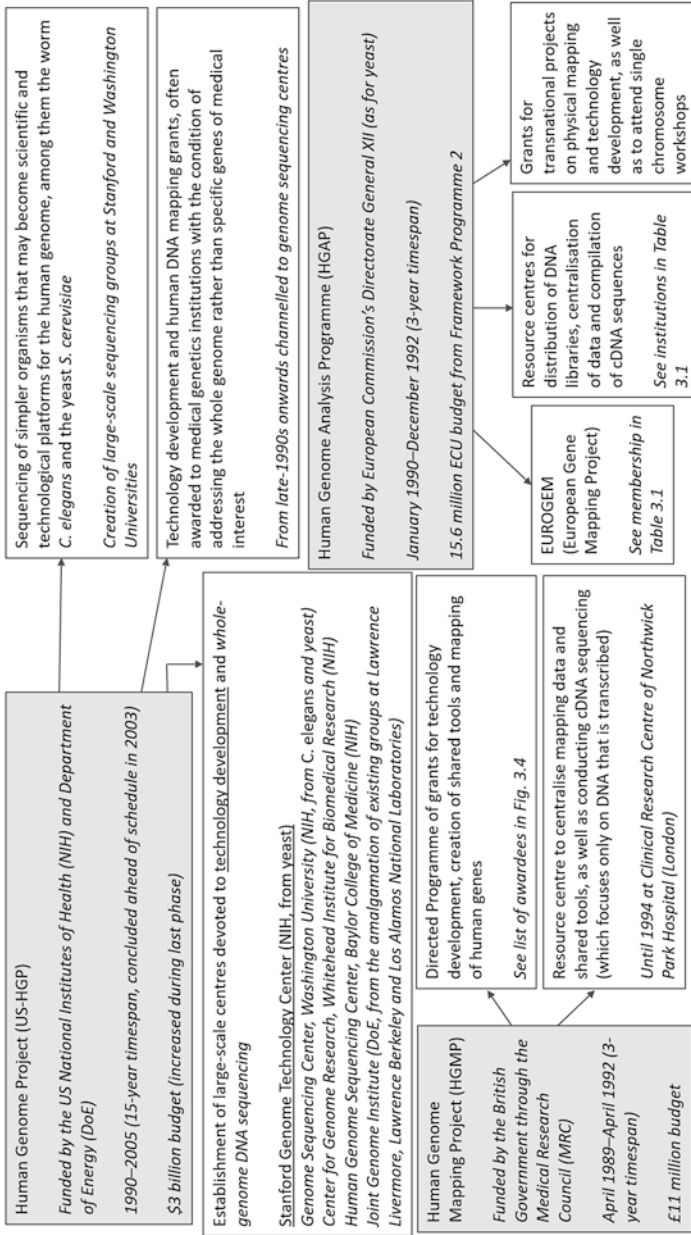 Human Genome Project (US-HGP)
Funded by the US National Institutes of Health (NIH) and Department
of Energy (DoE)
1990–2005 (15-year timespan, concluded ahead of schedule in 2003)
$3 billion budget (increased during last phase)
Sequencing of simpler organisms that may become scientific and
technological platforms for the human genome, among them the worm
C. elegans and the yeast S. cerevisiae
Creation of large-scale sequencing groups at Stanford and Washington
Universities
Technology development and human DNA mapping grants, often
awarded to medical genetics institutions with the condition of
addressing the whole genome rather than specific genes of medical
interest
From late-1990s onwards channelled to genome sequencing centres
Establishment of large-scale centres devoted to technology development and whole-
genome DNA sequencing
Stanford Genome Technology Center (NIH, from yeast)
Genome Sequencing Center, Washington University (NIH, from C. elegans and yeast)
Center for Genome Research, Whitehead Institute for Biomedical Research (NIH)
Human Genome Sequencing Center, Baylor College of Medicine (NIH)
Joint Genome Institute (DoE, from the amalgamation of existing groups at Lawrence
Livermore, Lawrence Berkeley and Los Alamos National Laboratories)
Human Genome Analysis Programme (HGAP)
Funded by European Commission's Directorate General XII (as for yeast)
January 1990–December 1992 (3-year timespan)
15.6 million ECU budget from Framework Programme 2
Human Genome
Mapping Project (HGMP)
Funded by the British
Government through the
Medical Research
Council (MRC)
April 1989–April 1992 (3-
year timespan)
£11 million budget
Directed Programme of grants for technology
development, creation of shared tools and mapping
of human genes
See list of awardees in Fig. 3.4
Resource centre to centralise mapping data and
shared tools, as well as conducting cDNA sequencing
(which focuses only on DNA that is transcribed)
Until 1994 at Clinical Research Centre of Northwick
Park Hospital (London)
EUROGEM
(European Gene
Mapping Project)
See membership in
Table 3.1
Resource centres for
distribution of DNA
libraries, centralisation
of data and compilation
of cDNA sequences
See institutions in Table
3.1
Grants for
transnational projects
on physical mapping
and technology
development, as well
as to attend single
chromosome
workshops